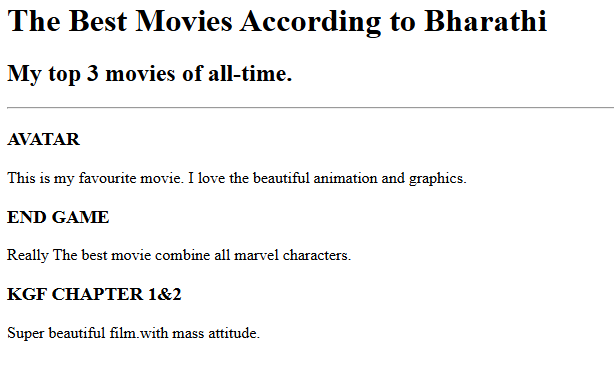 The Best Movies According to Bharathi
My top 3 movies of all-time.
AVATAR
This is my favourite movie. I love the beautiful animation and graphics.
END GAME
Really The best movie combine all marvel characters.
KGF CHAPTER 1&2
Super beautiful film.with mass attitude.